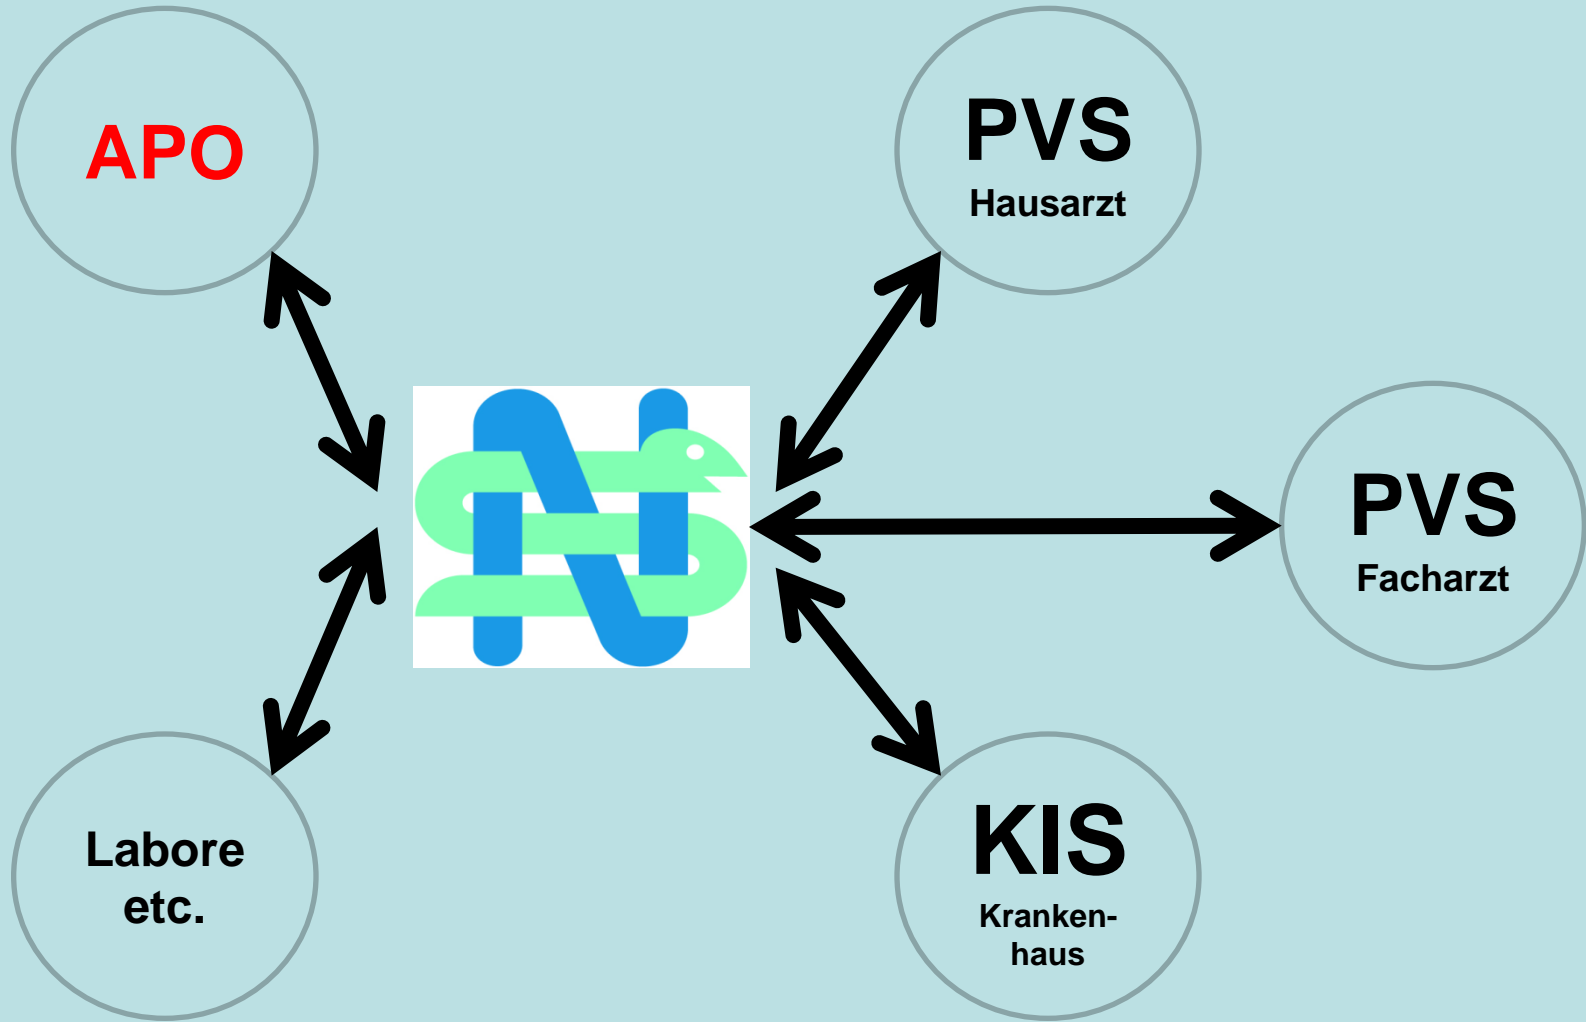 APO
PVS
Hausarzt
PVS
Facharzt
Labore
etc.
KIS
Kranken-
haus